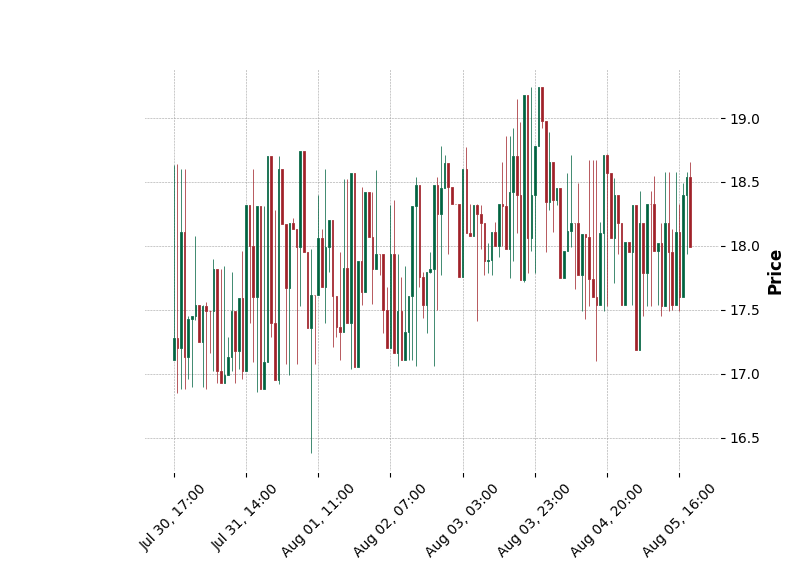 19.0
18.5
18.0
17.5
17.0
16.5
Price
Jul 30, 17:00
Jul 31, 14:00
Aug 01, 11:00
Aug 02, 07:00
Aug 03, 03:00
Aug 03, 23:00
Aug 04, 20:00
Aug 05, 16:00